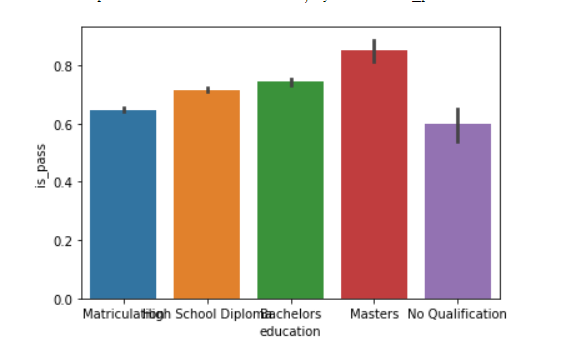 0.8
0.6
0.4
0.2
0.0
is_pass
Matriculation High School Diploma Bachelors Masters No Qualification
education